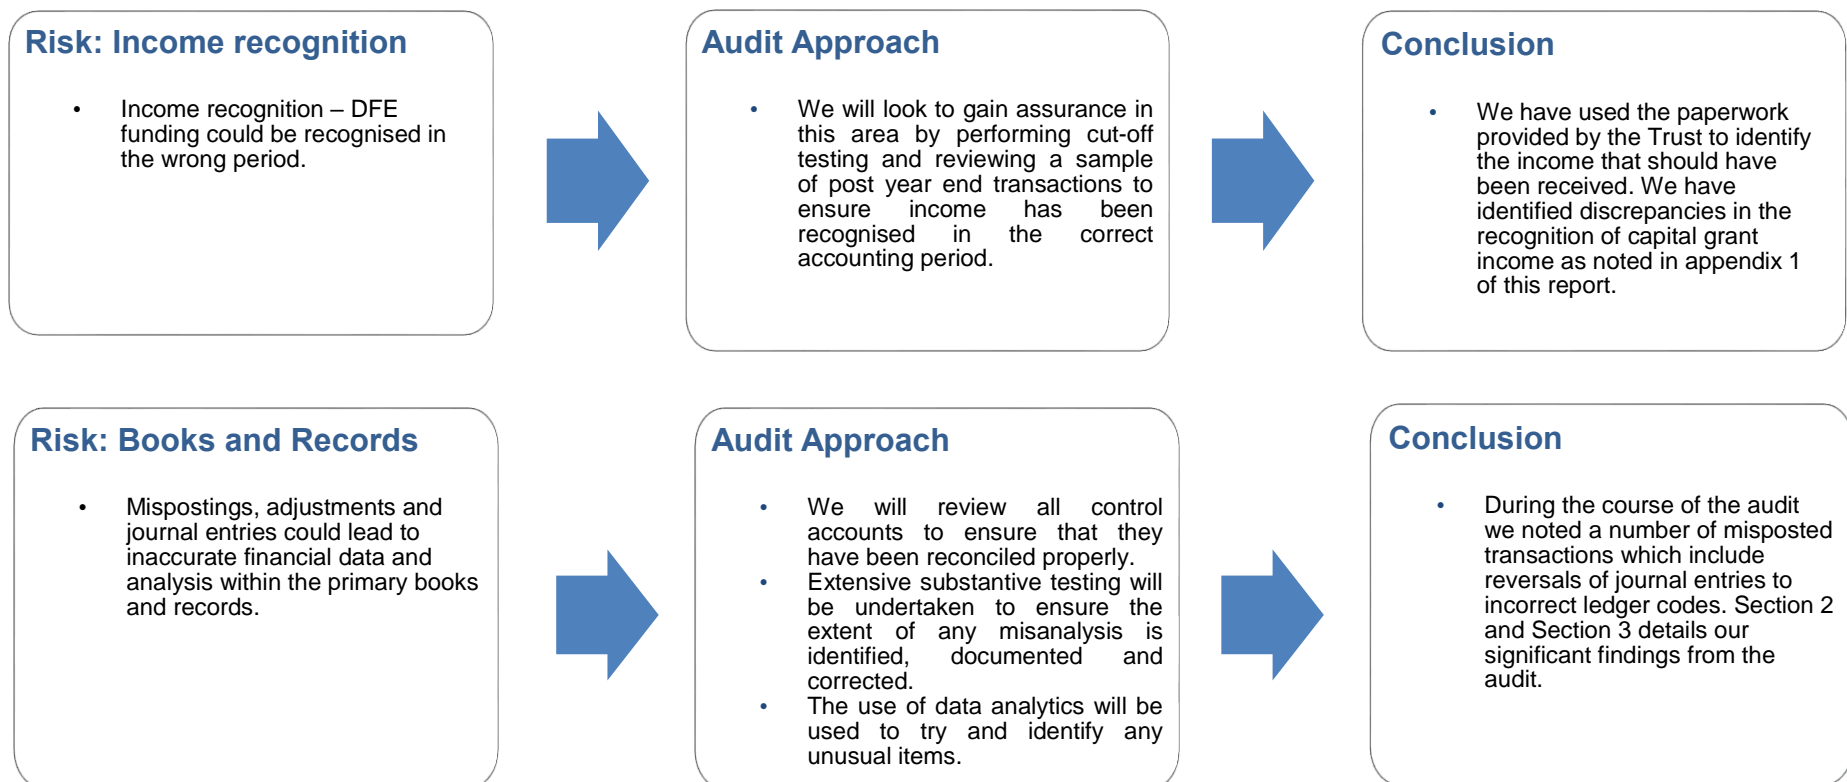 Risk: Income recognition
• Income recognition – DFE
funding could be recognised in
the wrong period.
Audit Approach
• We will look to gain assurance in
this area by performing cut-off
testing and reviewing a sample
of post year end transactions to
ensure income has been
recognised in the correct
accounting period.
Conclusion
• We have used the paperwork
provided by the Trust to identify
the income that should have
been received. We have
identified discrepancies in the
recognition of capital grant
income as noted in appendix 1
of this report.
Risk: Books and Records
• Mispostings, adjustments and
journal entries could lead to
inaccurate financial data and
analysis within the primary books
and records.
Audit Approach
• We will review all control
accounts to ensure that they
have been reconciled properly.
• Extensive substantive testing will
be undertaken to ensure the
extent of any misanalysis is
identified, documented and
corrected.
• The use of data analytics will be
used to try and identify any
unusual items.
Conclusion
• During the course of the audit
we noted a number of misposted
transactions which include
reversals of journal entries to
incorrect ledger codes. Section 2
and Section 3 details our
significant findings from the
audit.